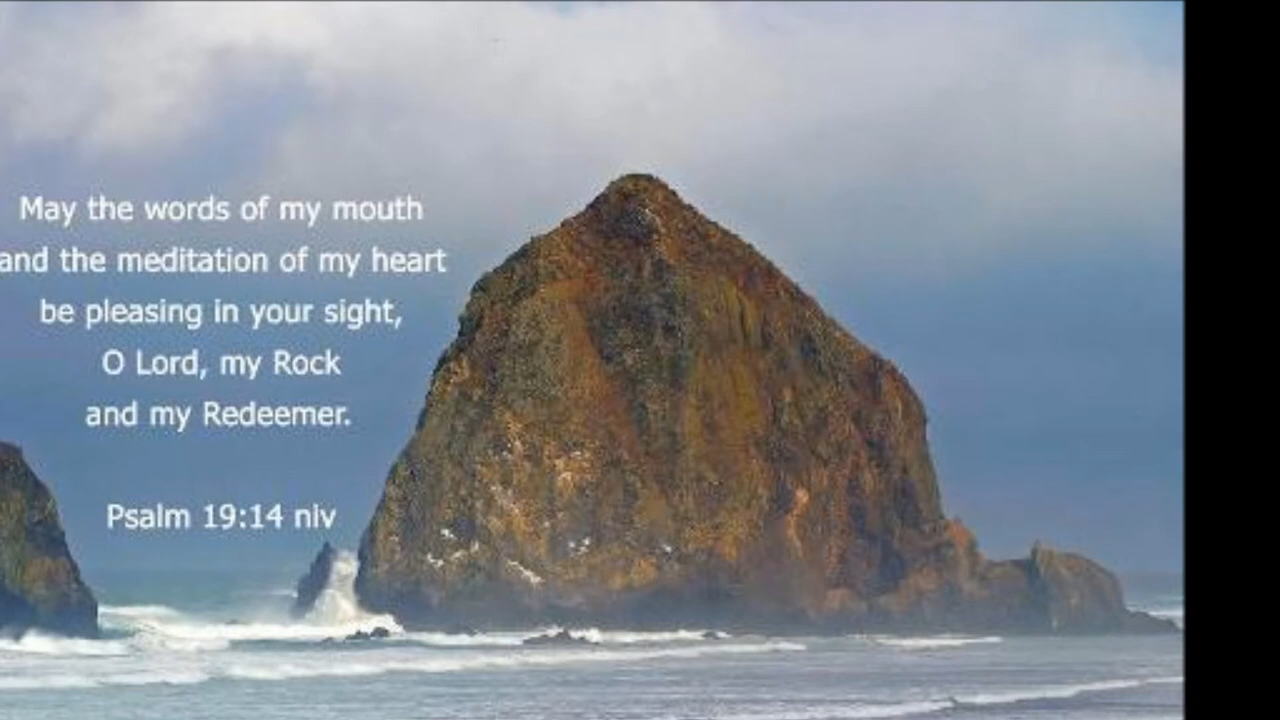 May the words of my mouth
and the meditation of my heart
be pleasing in your sight,
O Lord, my Rock
and my Redeemer.
Psalm 19:14 niv